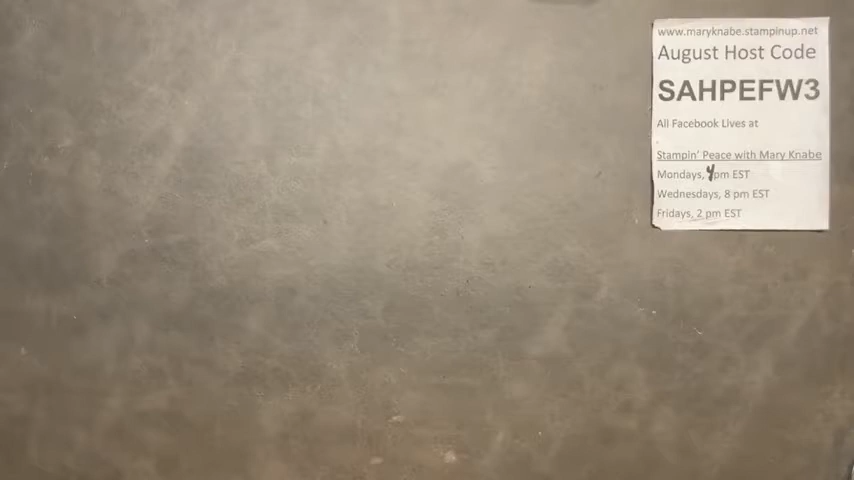 www.maryknabe.stampinup.net
August Host Code
SAHPEFW3
All Facebook Lives at
Stampin' Peace with Mary Knabe
Mondays, 4pm EST
Wednesdays, 8 pm EST
Fridays, 2 pm EST